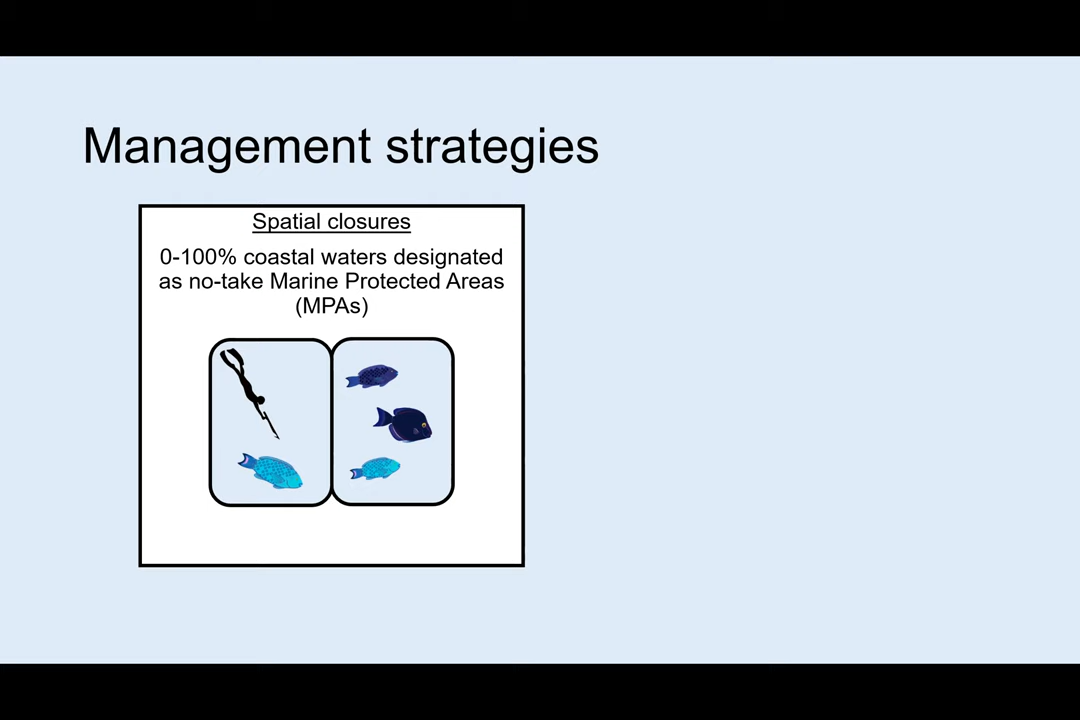 Management strategies
Spatial closures
0-100% coastal waters designated
as no-take Marine Protected Areas
(MPAs)